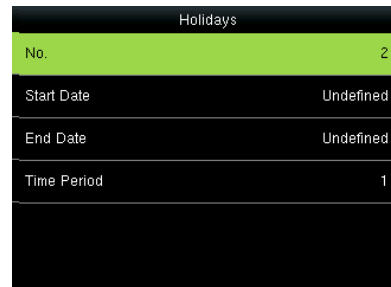 Holidays
No. 2
Start Date Undefined
End Date Undefined
Time Period 1